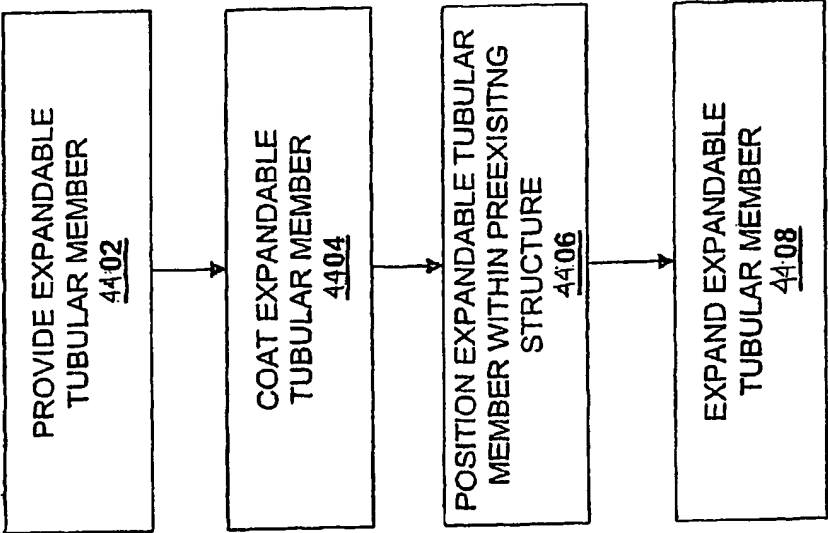 PROVIDE EXPANDABLE
TUBULAR MEMBER
4402
COAT EXPANDABLE
TUBULAR MEMBER
4404
POSITION EXPANDABLE TUBULAR
MEMBER WITHIN PREEXISITNG
STRUCTURE
4406
EXPAND EXPANDABLE
TUBULAR MEMBER
4408